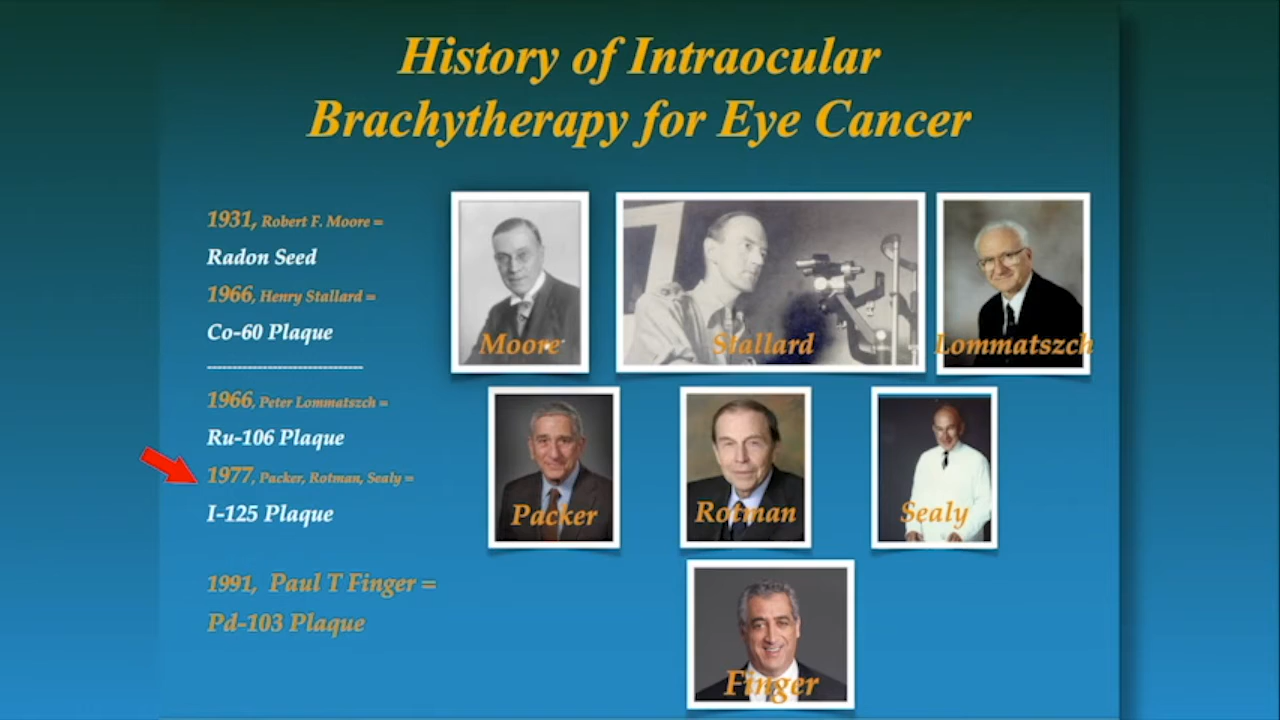 History of Intraocular
Brachytherapy for Eye Cancer
1931, Robert F. Moore =
Radon Seed
1966, Henry Stallard =
Co-60 Plaque
--------------------------------
1966, Peter Lommatszch =
Ru-106 Plaque
1977, Packer, Rotman, Sealy =
I-125 Plaque
1991, Paul T Finger =
Pd-103 Plaque
Moore
Stallard
Lommatszch
Packer
Rotman
Sealy
Finger